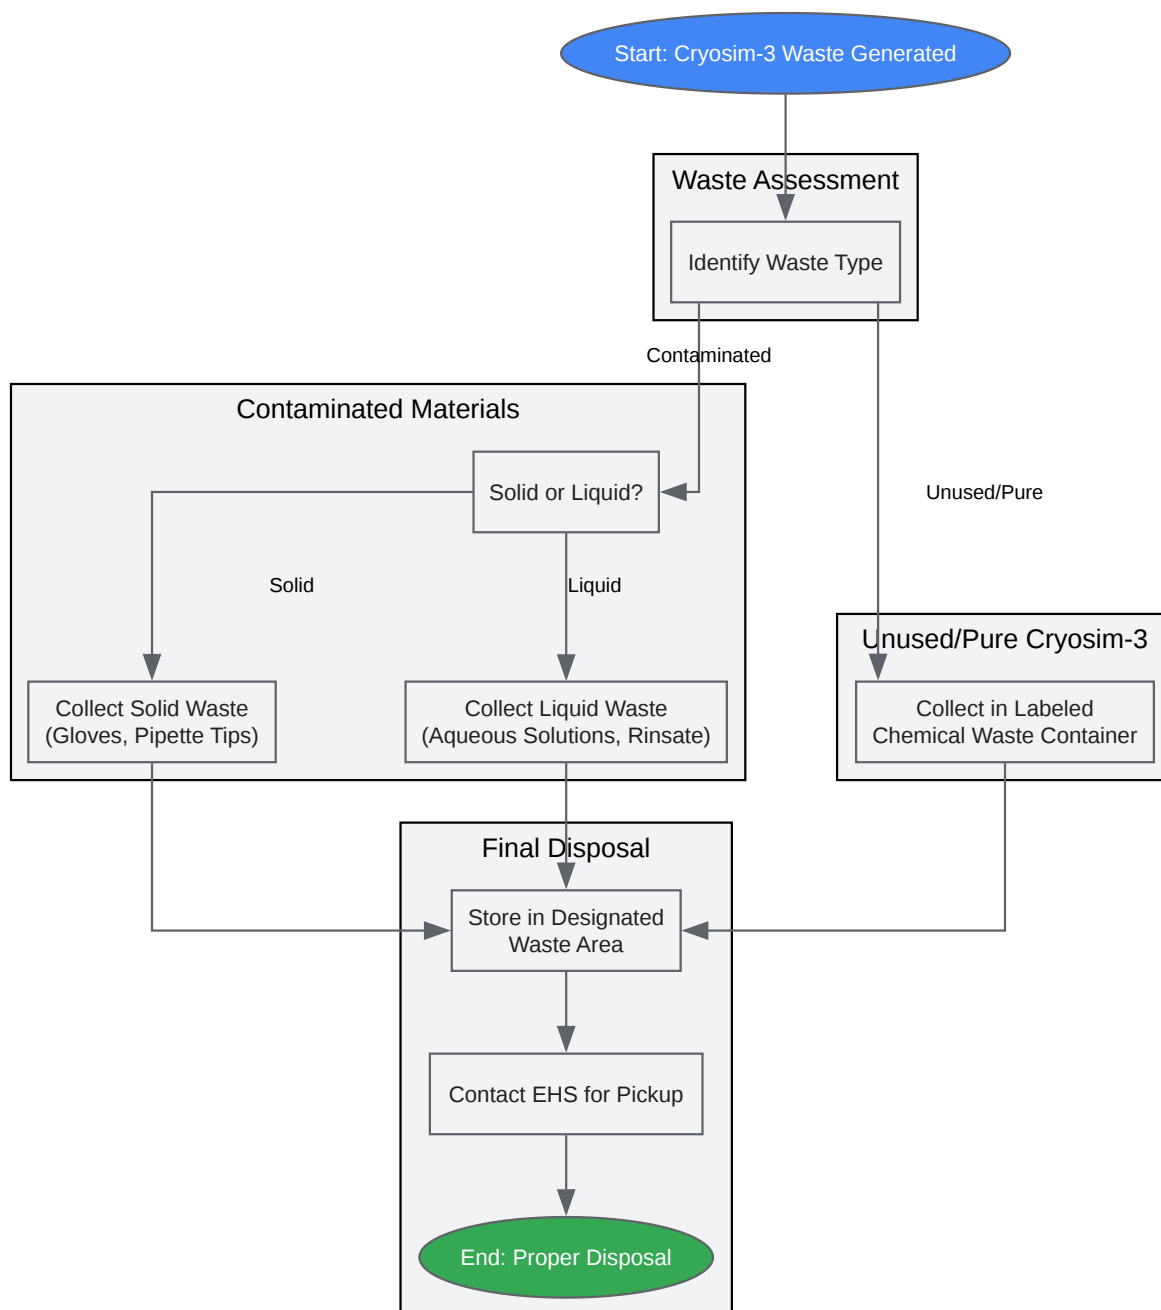 Start: Cryosim-3 Waste Generated
Waste Assessment
Identify Waste Type
Contaminated
Contaminated Materials
Solid or Liquid?
Unused/Pure
Solid
Liquid
Unused/Pure Cryosim-3
Collect Solid Waste
(Gloves, Pipette Tips)
Collect Liquid Waste
(Aqueous Solutions, Rinsate)
Collect in Labeled
Chemical Waste Container
Final Disposal
Store in Designated
Waste Area
Contact EHS for Pickup
End: Proper Disposal